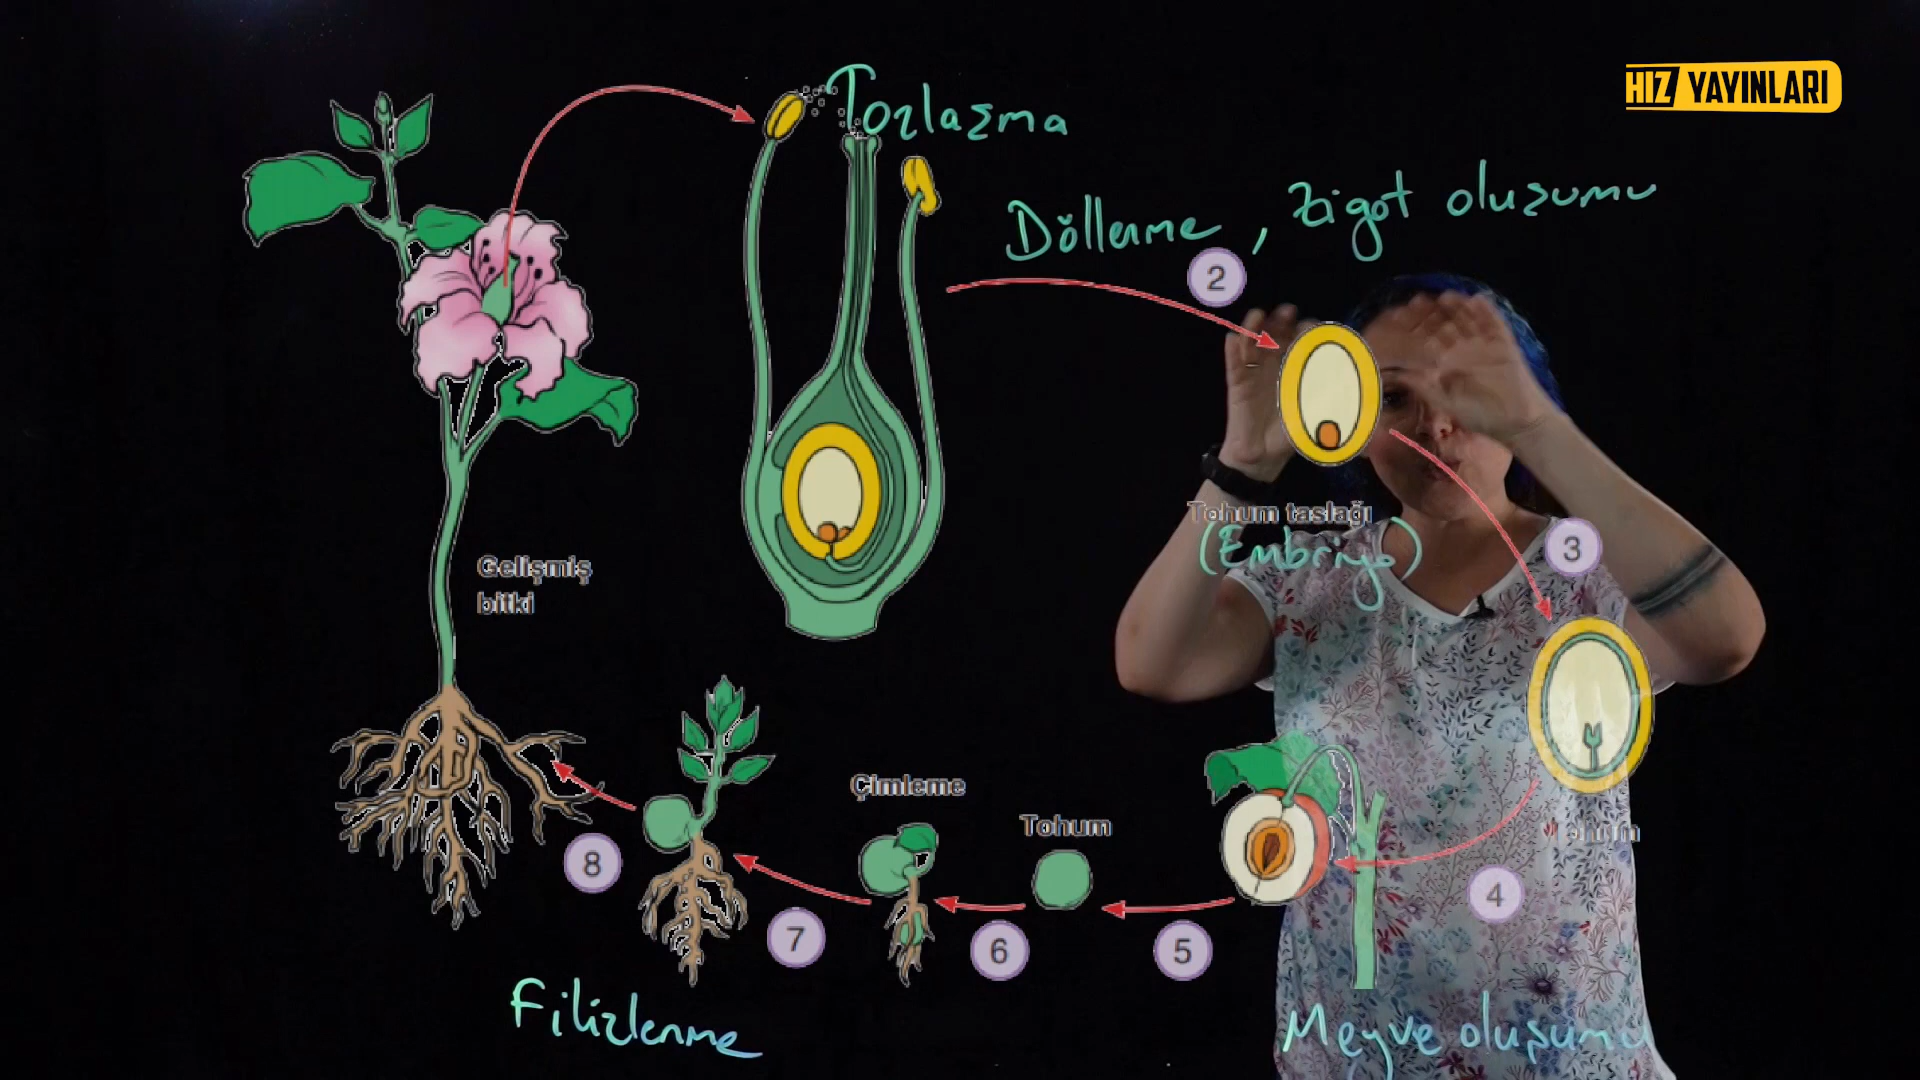 HIZ YAYINLARI
Tozlaşma
Döllenme, Zigot oluşumu
2
Tohum taslağı
(Embriyo)
3
Gelişmiş
bitki
Çimleme
Tohum
Tohum
8
4
7
6
5
Filizlenme
Meyve oluşumu